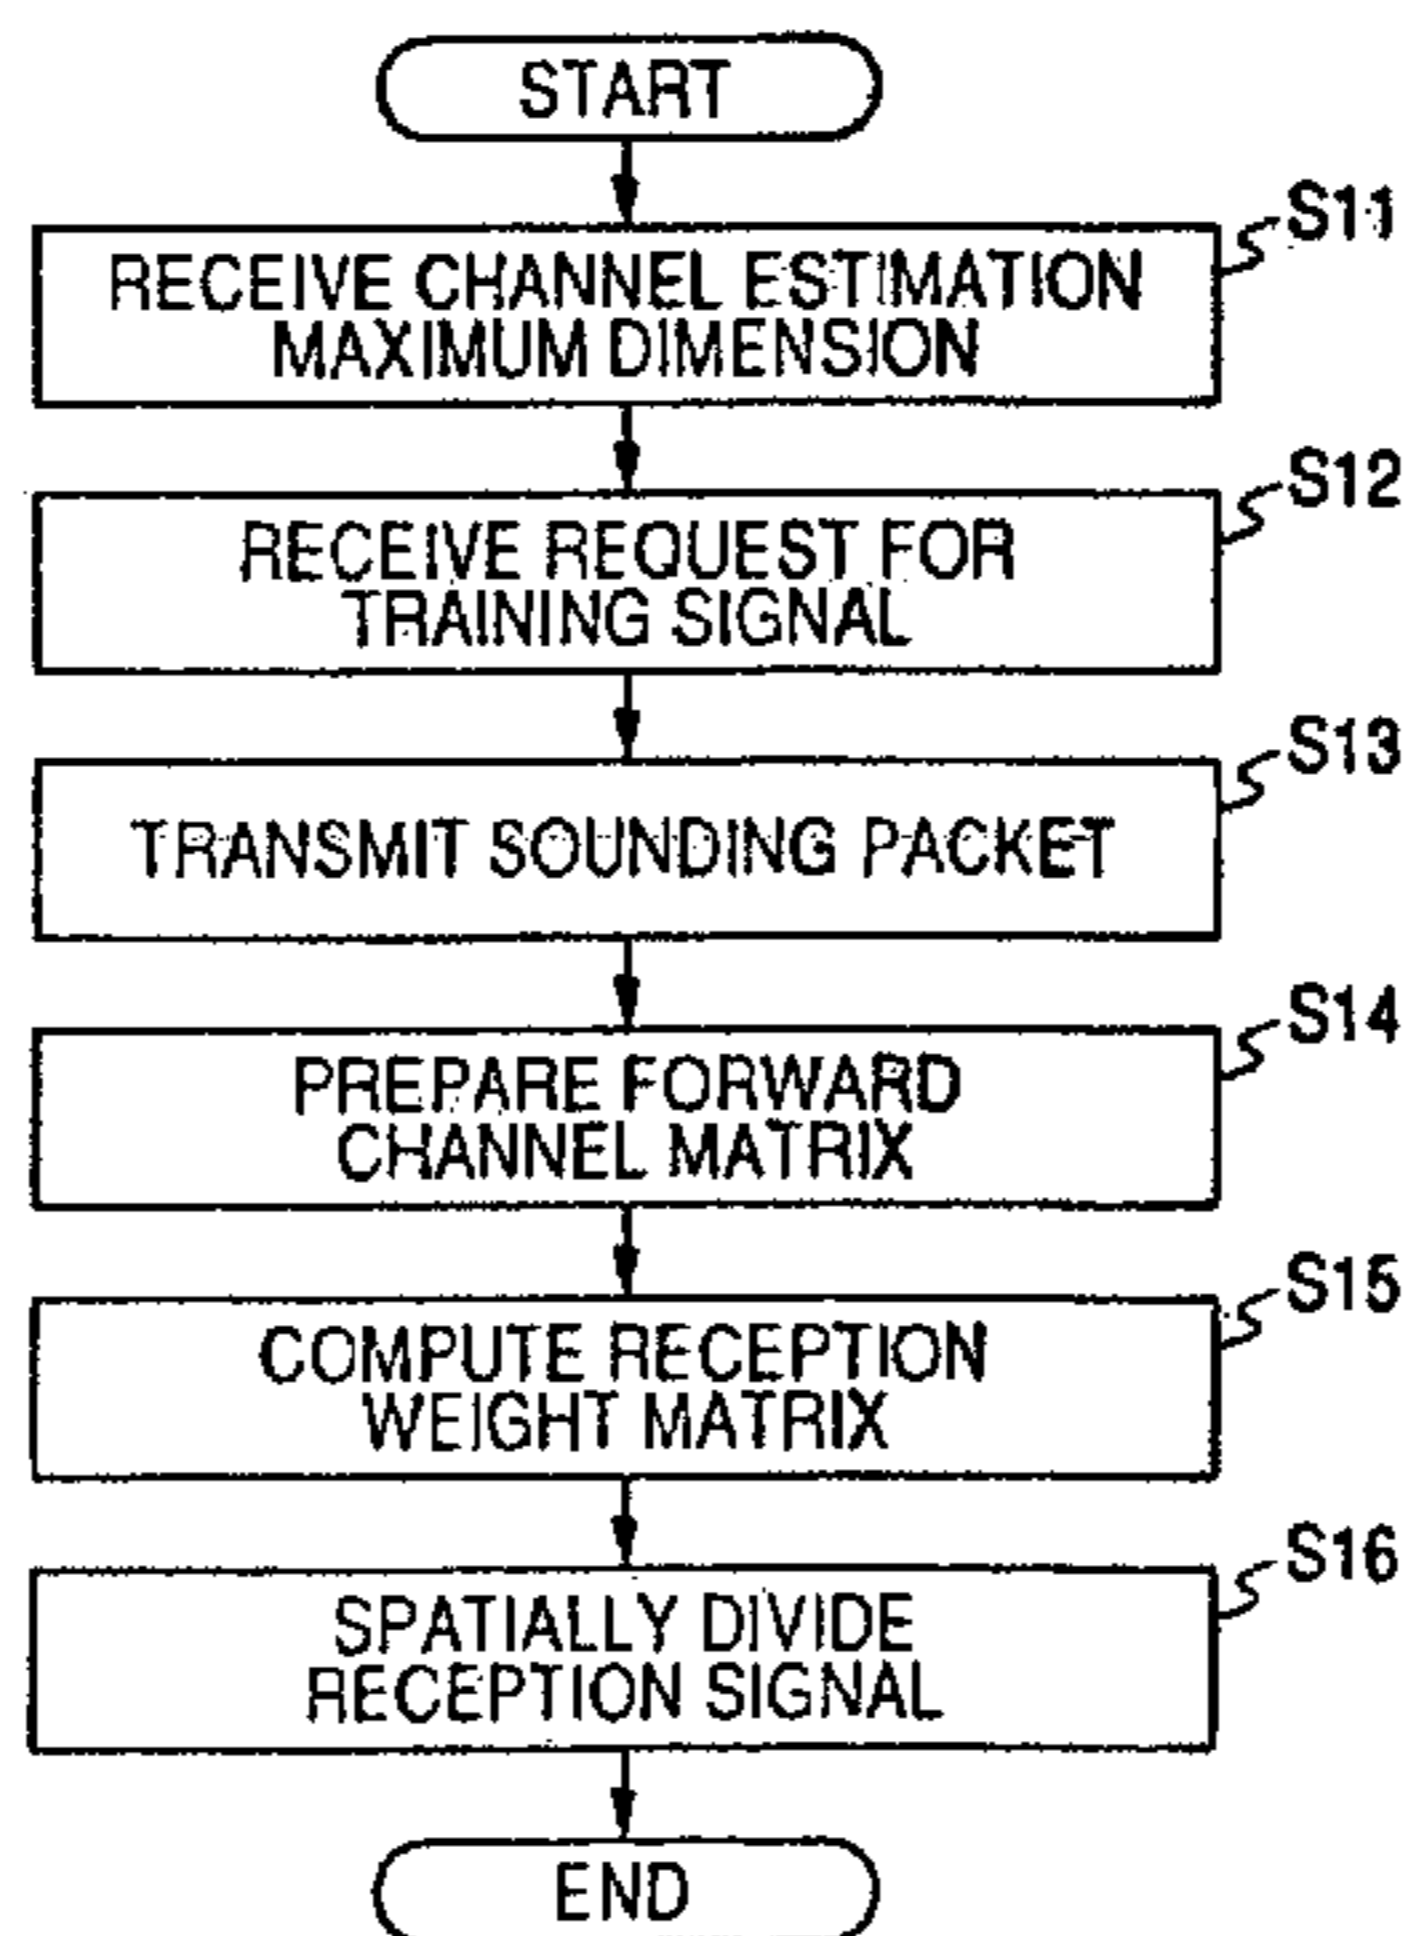 START
S11
RECEIVE CHANNEL ESTIMATION
MAXIMUM DIMENSION
S12
RECEIVE REQUEST FOR
TRAINING SIGNAL
S13
TRANSMIT SOUNDING PACKET
S14
PREPARE FORWARD
CHANNEL MATRIX
S15
COMPUTE RECEPTION
WEIGHT MATRIX
S16
SPATIALLY DIVIDE
RECEPTION SIGNAL
END